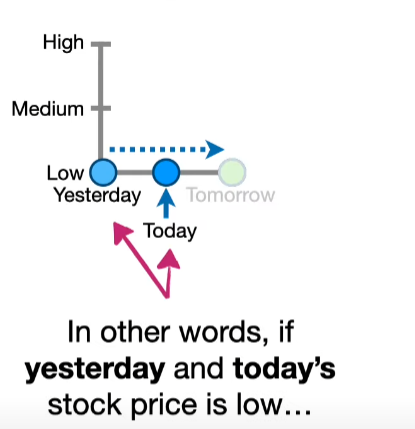 High
Medium
Low
Yesterday
Tomorrow
Today
In other words, if
yesterday and today's
stock price is low…